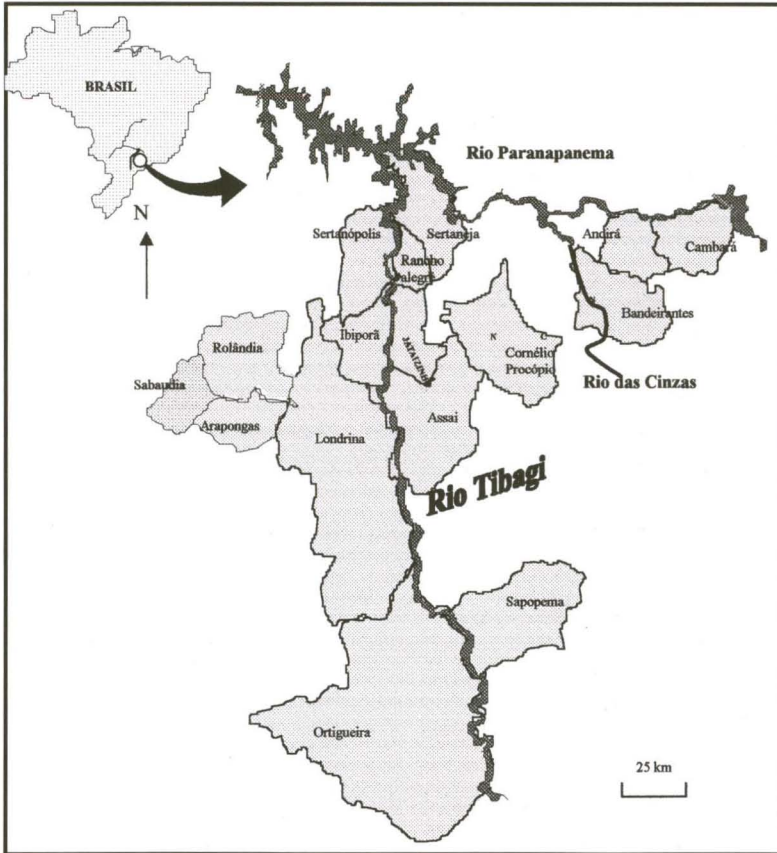 BRASIL
N
Rio Paranapanema
Sertanópolis
Sertaneja
Rancho
alegre
Andirá
Cambará
Bandeirantes
Ibiporã
JATAIZINHO
N C
Cornélio
Procópio
Rolândia
Sabaudia
Arapongas
Londrina
Assai
Rio das Cinzas
Rio Tibagi
Sapopema
Ortigueira
25 km